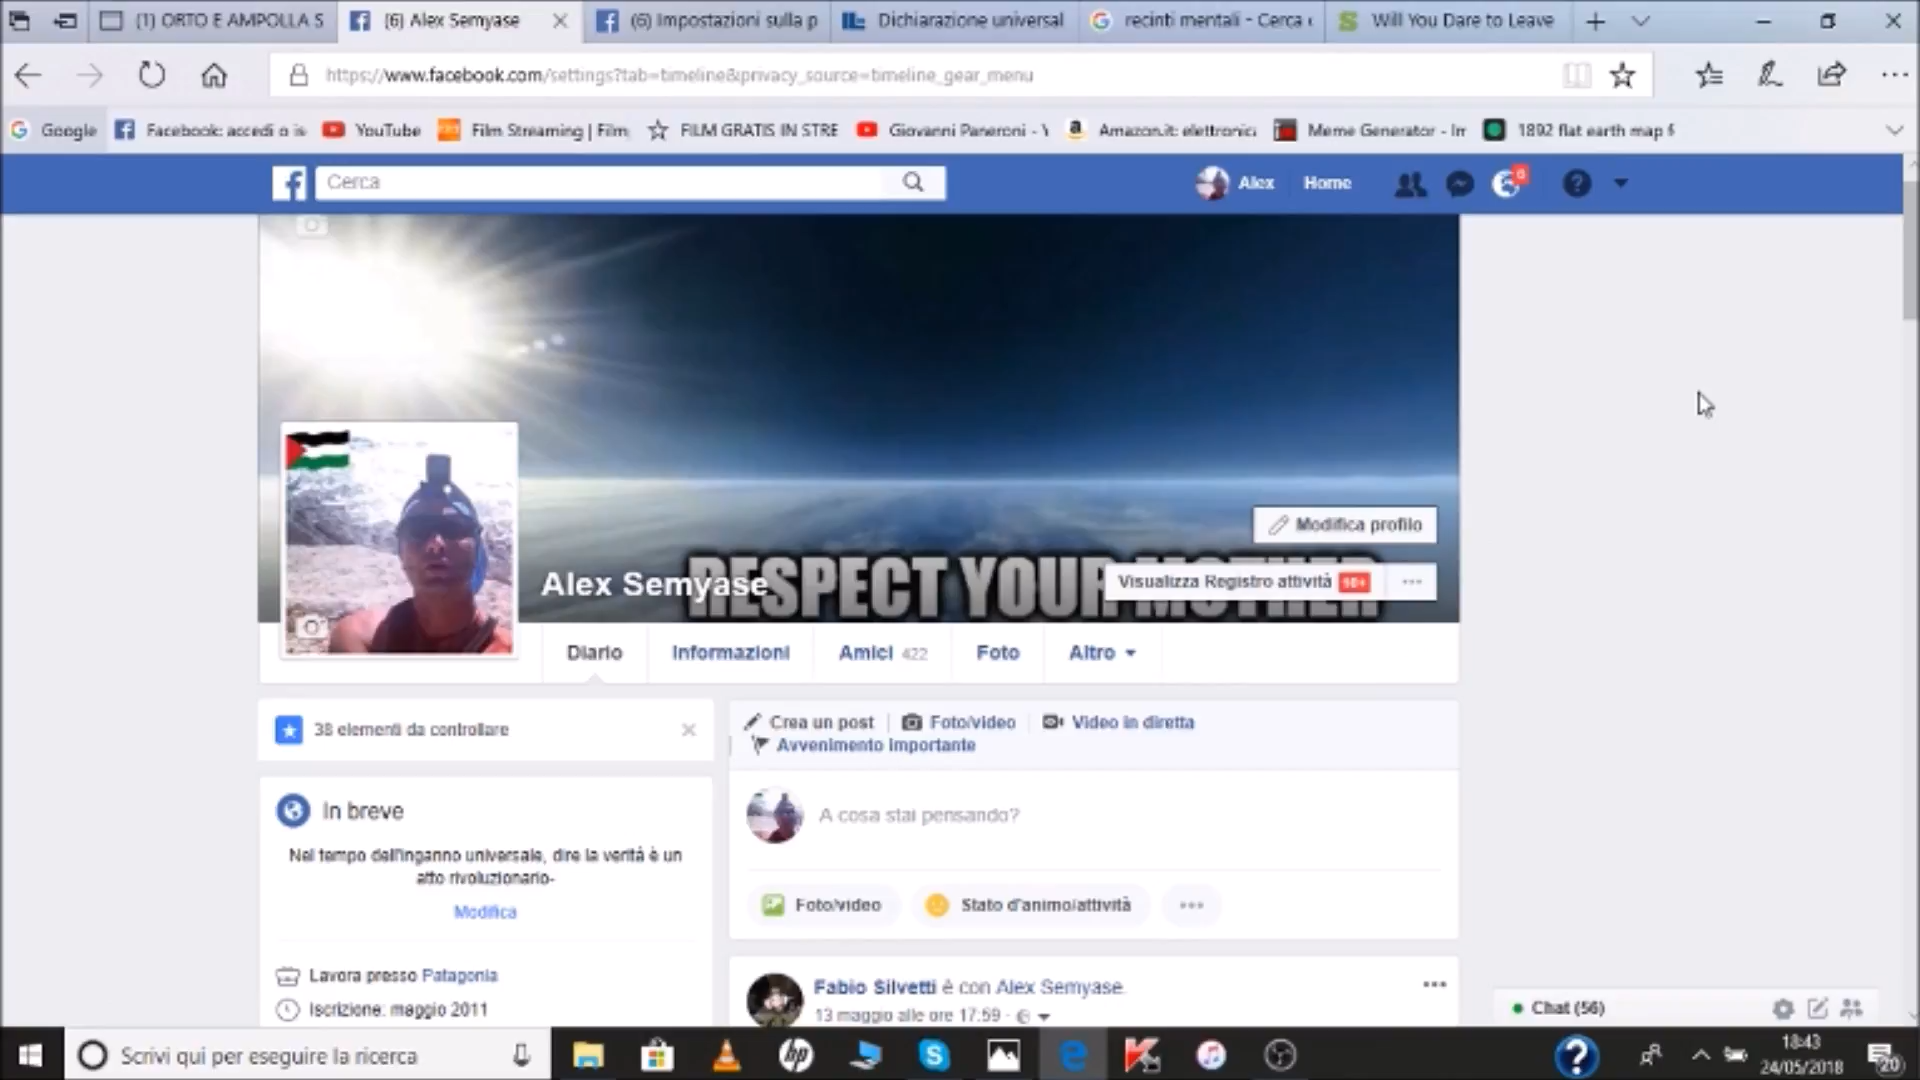 (1) ORTO E AMPOLLA S
(6) Alex Semyase
(6) Impostazioni sulla p
Dichiarazione universal
recinti mentali - Cerca
Will You Dare to Leave
https://www.facebook.com/settings?tab=timeline&privacy_source=timeline_gear_menu
Google
Facebook: accedi o is
YouTube
Film Streaming | Film
FILM GRATIS IN STRE
Giovanni Paneroni - Y
Amazon.it: elettronica
Meme Generator - Im
1892 flat earth map f
Cerca
Alex
Home
6
RESPECT YOUR MOTHER
Modifica profilo
Alex Semyase
Visualizza Registro attività
Diario
Informazioni
Amici 422
Foto
Altro
38 elementi da controllare
Crea un post
Foto/video
Video in diretta
Avvenimento importante
In breve
A cosa stai pensando?
Nel tempo dell'inganno universale, dire la verità è un
atto rivoluzionario-
Modifica
Foto/video
Stato d'animo/attività
Lavora presso Patagonia
Iscrizione: maggio 2011
Fabio Silvetti è con Alex Semyase.
13 maggio alle ore 17:59
Chat (56)
Scrivi qui per eseguire la ricerca
hp
18:43
24/05/2018
20